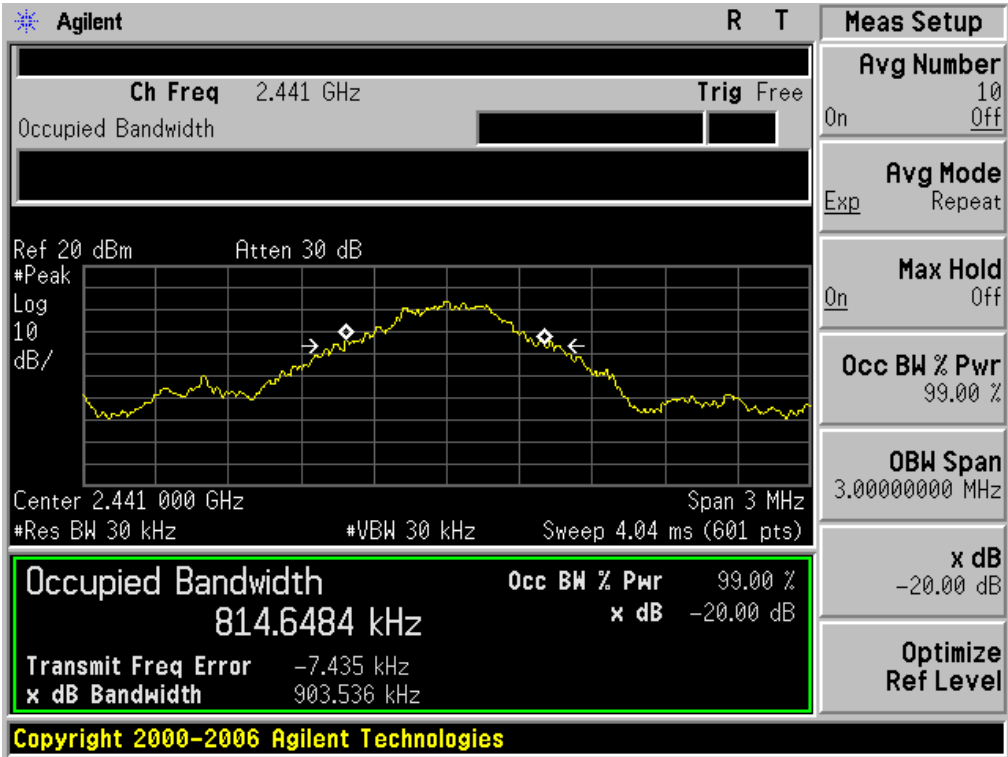 Agilent R T
Ch Freq 2.441 GHz Trig Free
Occupied Bandwidth
Ref 20 dBm Atten 30 dB
#Peak
Log
10
dB/
Center 2.441 000 GHz Span 3 MHz
#Res BW 30 kHz #VBW 30 kHz Sweep 4.04 ms (601 pts)
Occupied Bandwidth Occ BW % Pwr 99.00 %
814.6484 kHz x dB -20.00 dB
Transmit Freq Error -7.435 kHz
x dB Bandwidth 903.536 kHz
Copyright 2000-2006 Agilent Technologies
Meas Setup
Avg Number
10
On Off
Avg Mode
Exp Repeat
Max Hold
On Off
Occ BW % Pwr
99.00 %
OBW Span
3.00000000 MHz
x dB
-20.00 dB
Optimize
Ref Level